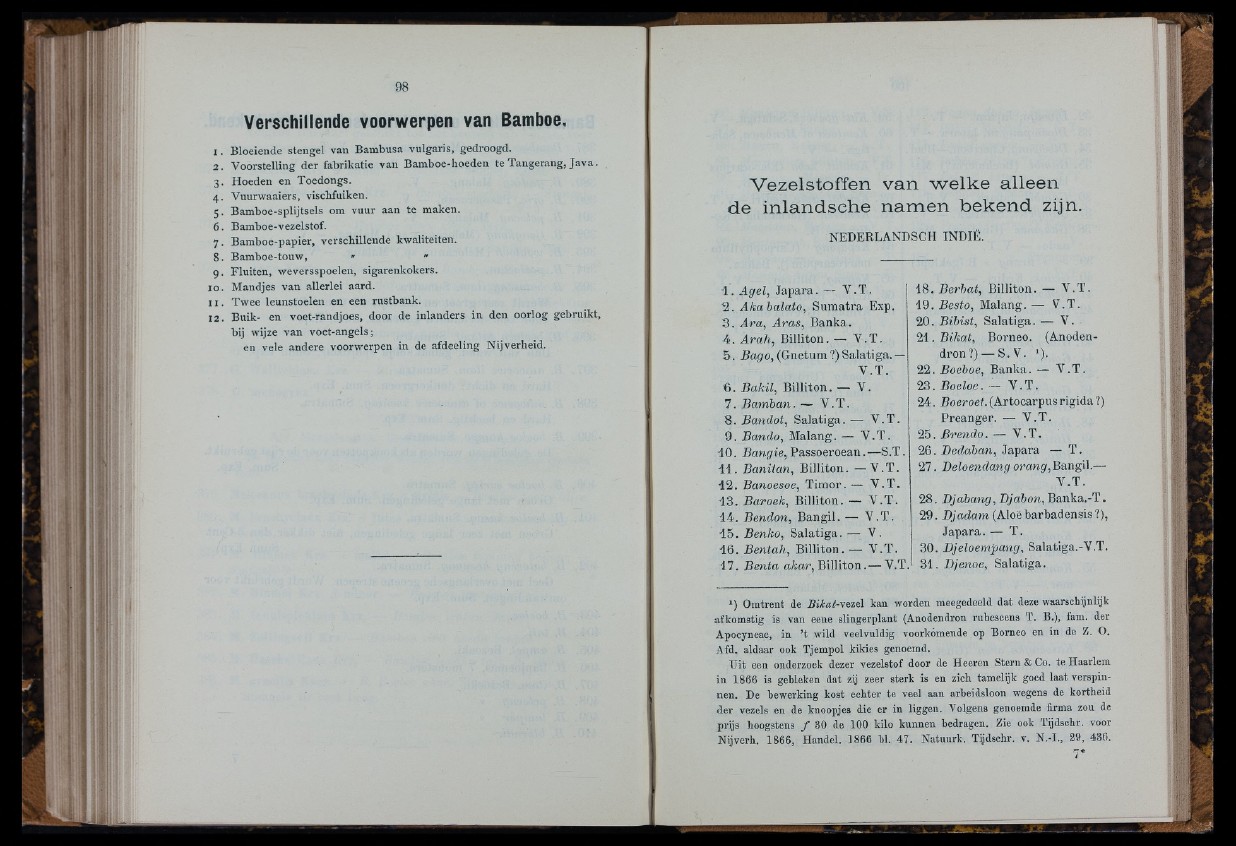 98
Verschillende voorwerpen van Bamboe.
1. Bloeiende stengel van Bambusa vulgaris, gedroogd.
2. Voorstelling der fabrikatie van Bamboe-hoeden te Tangerang, Java.
3. Hoeden en Toedongs.
4. Vuurwaaiers, vischfuiken.
5. Bamboe-splijtsels om vuur aan te maken.
6. Bamboe-vezelstof.
7. Bamboe-papier, verschillende kwaliteiten.
8. Bamboe-touw, " "
9. Fluiten, weversspoelen, sigarenkokers.
10. Mandjes van allerlei aard.
11. Twee leunstoelen en een rustbank.
12. Buik- en voet-randjoes, door de inlanders in den oorlog gebruikt,
bij wijze van voet-angels;
en vele andere voorwerpen in de afdeeling Nijverheid.
Vezelstoffen van welke alleen
de inlandsche namen bekend zijn.
NEDERLANDSCH INDIË.
1. Agel, Japara. — V.T.
2. Aka balato, Sumatra Exp.
3. Ara, Aras, Banka.
4. Arah, Billiton. — V.T.
5. Bago, (Gnetum?) Salatiga.—
V.T.
6. Bakil, Billiton. — V.
7. Bamban. — V.T.
8. Bandot, Salatiga. — V.T.
9. Bando, Malang. — V.T.
10. Bangie, Passoeroean.—S.T.
11. Banitan, Billiton. — V.T.
12. Banoesoe, Timor. — V.T.
13. Baroek, Billiton. — V.T.
14. Bendon, Bangil. — V.T.
15. Benko, Salatiga. — V.
16. Bentah, Billiton. — V.T.
17. Benta akar, Billiton.— V.T.
18. Berbat, Billiton. — V.T.
19. Besto, Malang. — V.T.
20. Bibist, Salatiga. — V.
21. Bikat, Borneo. (Anoden-
dron?) — S.V. ¹).
22. Boeboe, Banka. — V.T.
23. Boeloe. — V.T.
24. Boeroet. (Artocarpus rigida?)
Preanger. — V.T.
25. Brendo. — V.T.
26. Dedaban, Japara — T.
27. Deloendang orang, Bangil.—
V.T.
28. Djabang, Djabon, Banka.-T.
29. Djadam (Aloe barbadensis?),
Japara. — T.
30. Djeloempang, Salatiga.-V.T.
31. Djenoe, Salatiga.
¹) Omtrent de Bikat-vezel kan worden meegedeeld dat deze waarschijnlijk
afkomstig is van eene slingerplant (Anodendron rubescens T. B.), fam. der
Apocyneae, in 't wild veelvuldig voorkómende op Borneo en in de Z. O.
Afd. aldaar ook Tjempol kikies genoemd.
Uit een onderzoek dezer vezelstof door de Heeren Stern & Co. te Haarlem
in 1866 is gebleken dat zij zeer sterk is en zich tamelijk goed laat verspin-
nen. De bewerking kost echter te veel aan arbeidsloon wegens de kortheid
der vezels en de knoopjes die er in liggen. Volgens genoemde firma zou de
prijs hoogstens f 30 de 100 kilo kunnen bedragen. Zie ook Tijdschr. voor
Nijverh. 1866, Handel. 1866 bl. 47. Natuurk. Tijdschr. v. N.-I., 29, 436.
7*